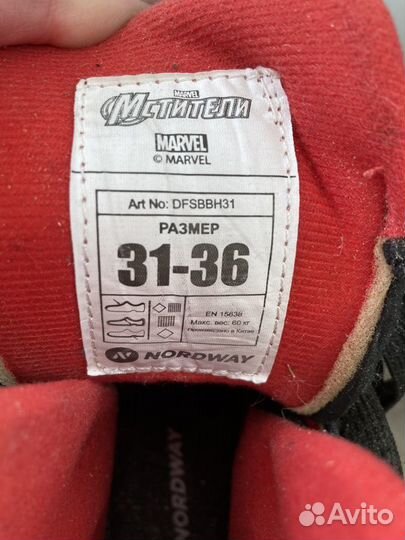 MARVEL
МСТИТЕЛИ
MARVEL
© MARVEL
Art No: DFSBBH31
РАЗМЕР
31-36
EN 15638
Макс. вес: 60 кг
Произведено в Китае
NORDWAY
NORDWAY
Avito